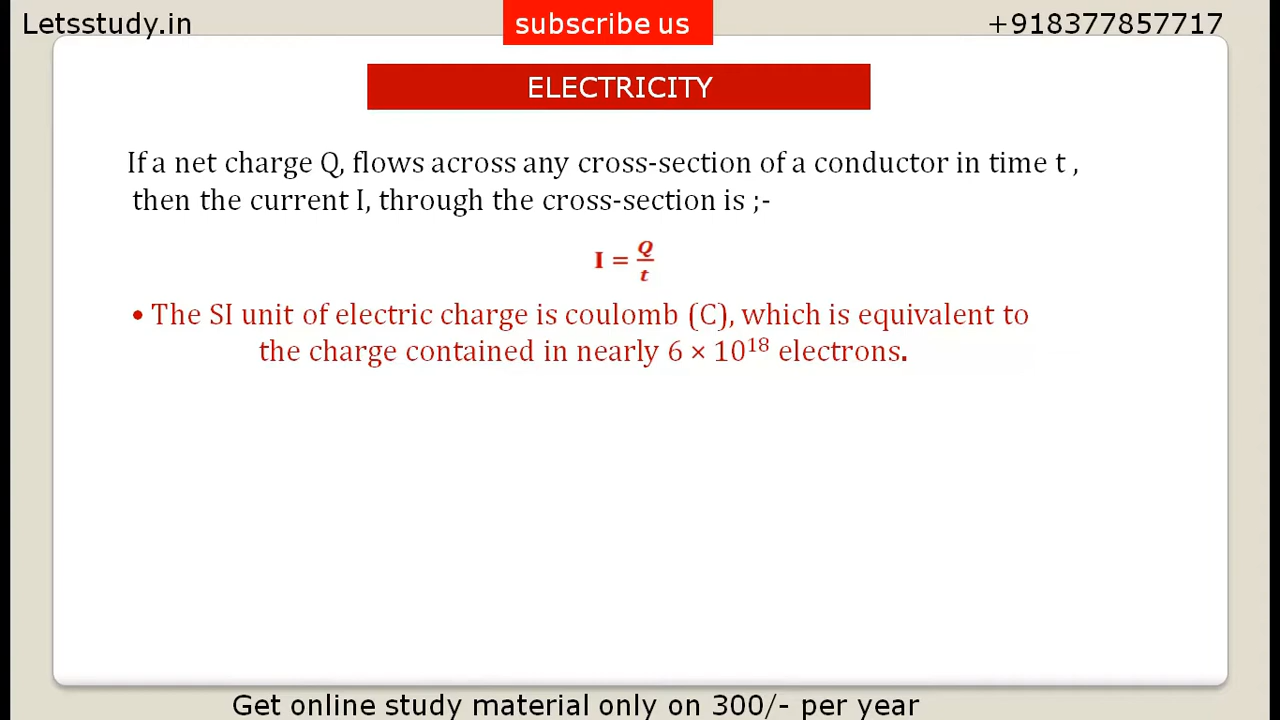 Letsstudy.in
subscribe us
+918377857717
ELECTRICITY
If a net charge Q, flows across any cross-section of a conductor in time t ,
then the current I, through the cross-section is ;-
I = Q/t
• The SI unit of electric charge is coulomb (C), which is equivalent to
the charge contained in nearly 6 × 10¹⁸ electrons.
Get online study material only on 300/- per year